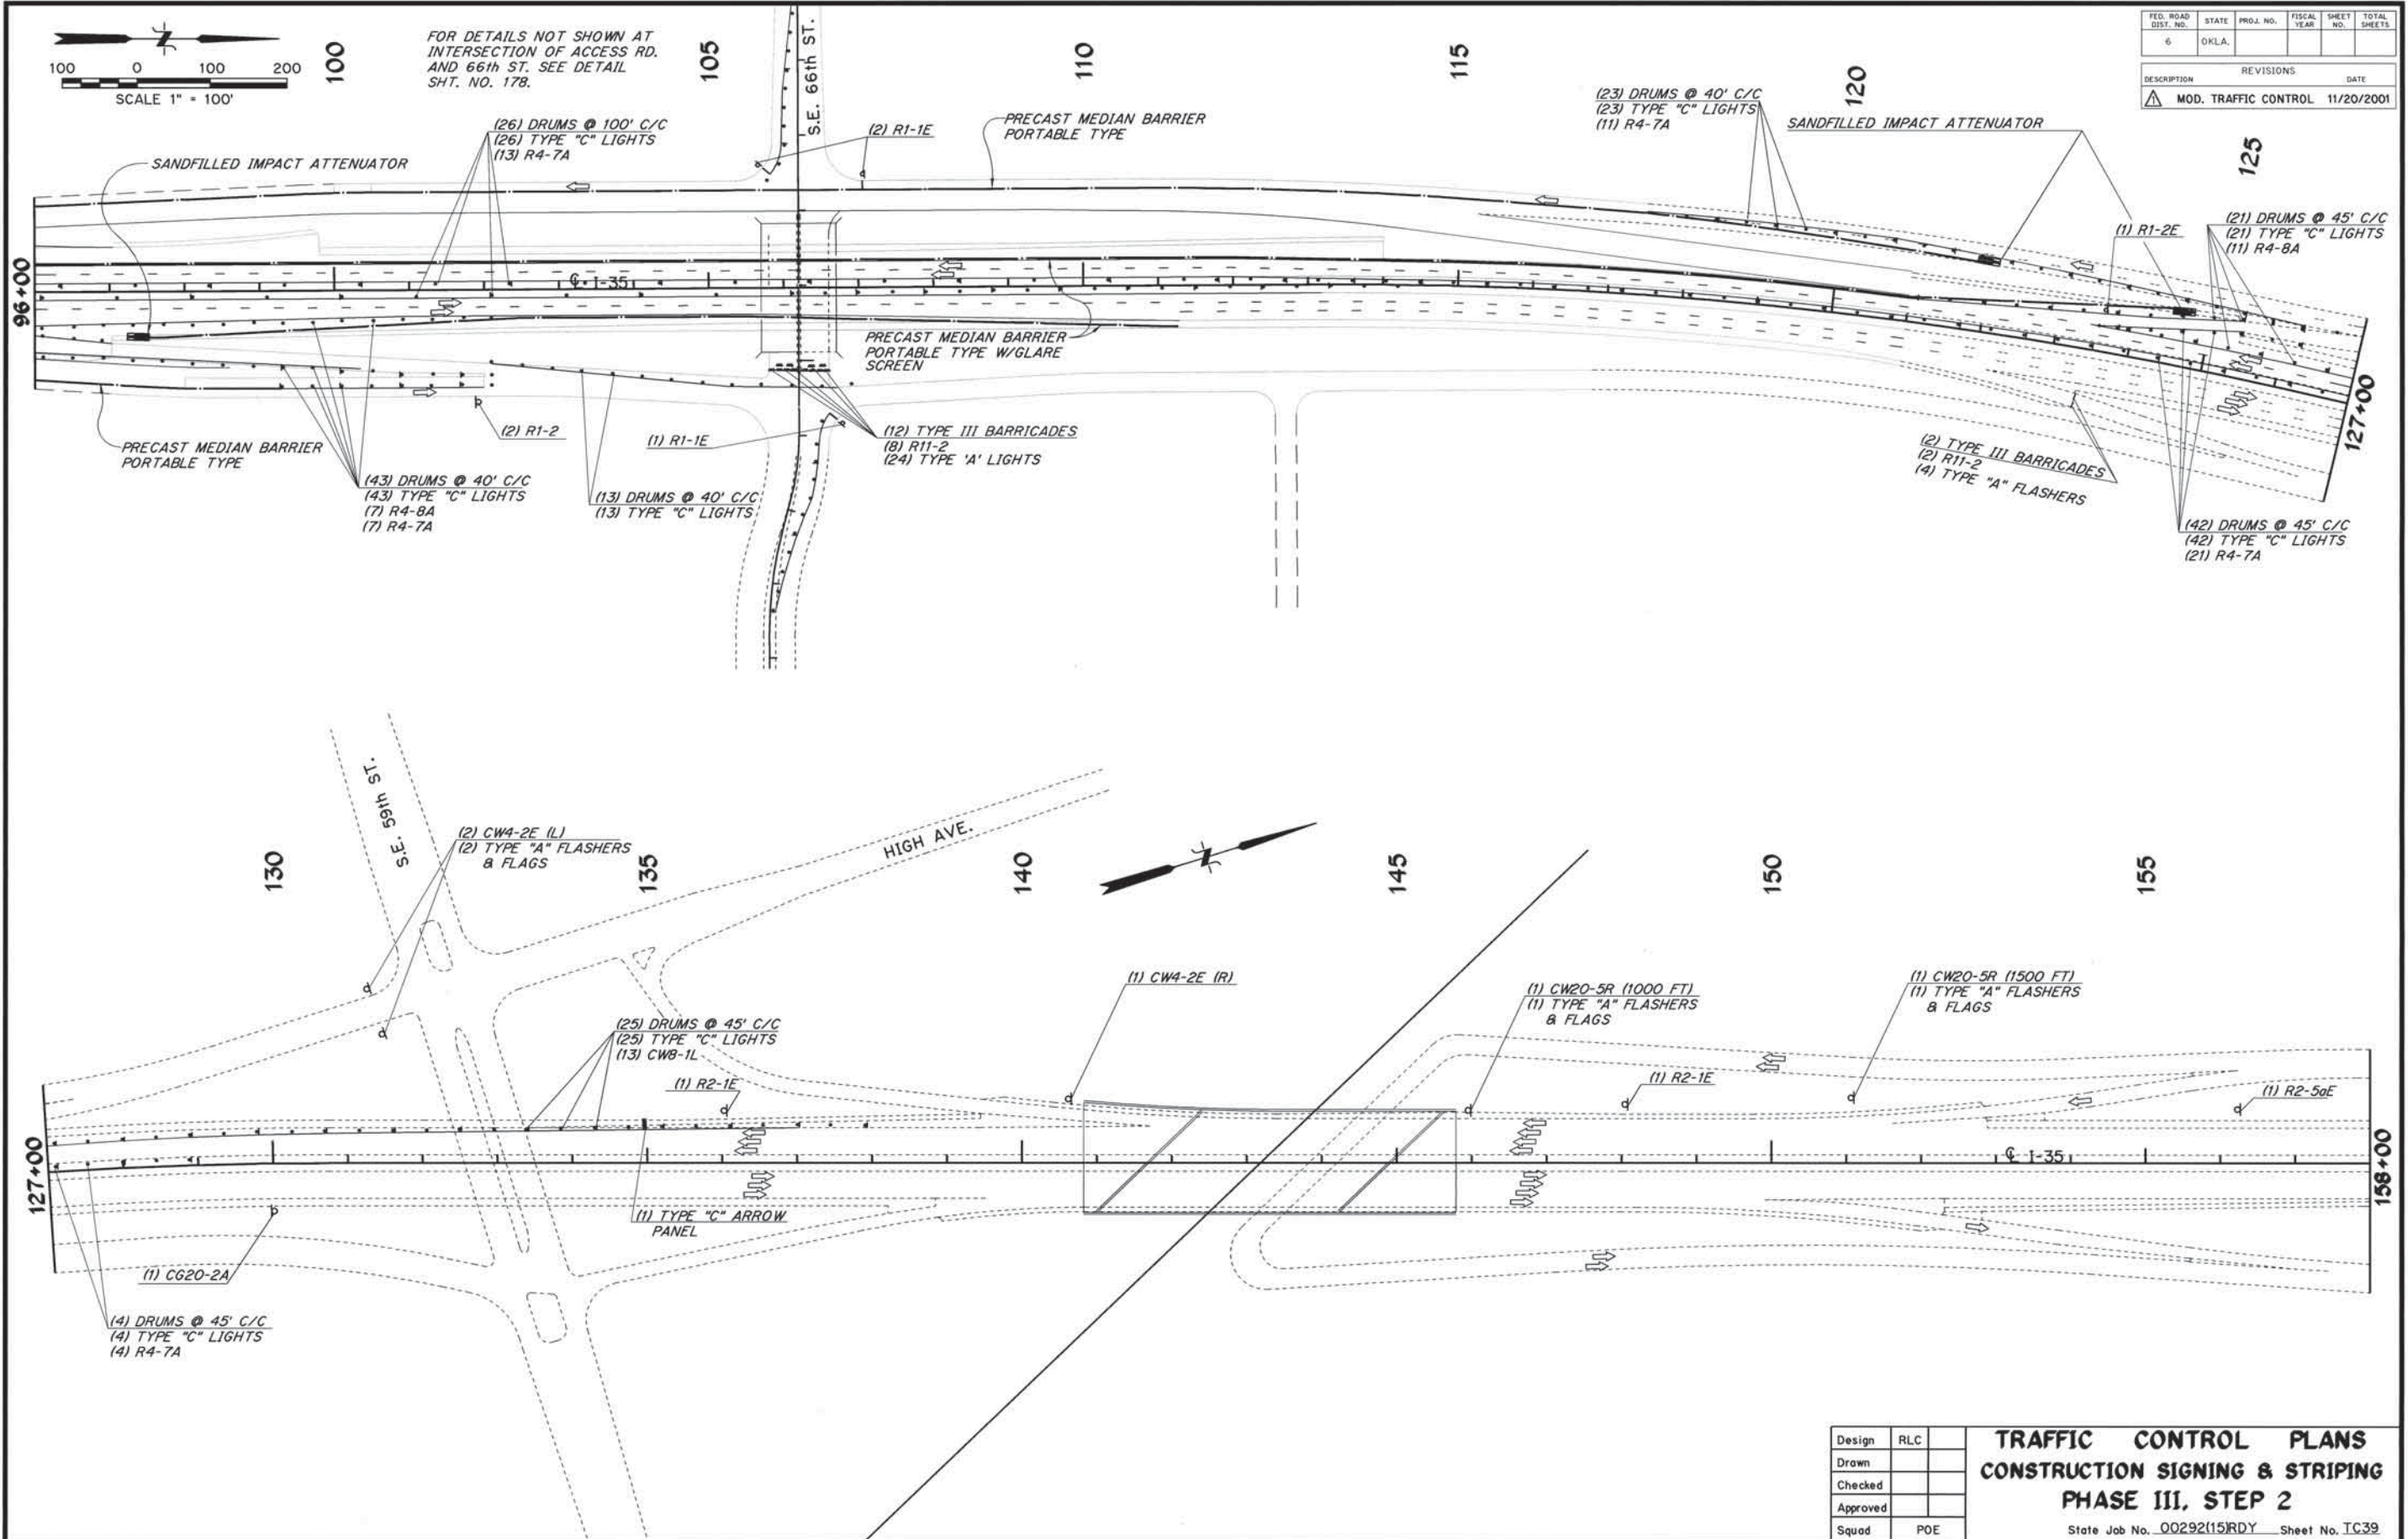 FED. ROAD DIST. NO. STATE PROJ. NO. FISCAL YEAR SHEET NO. TOTAL SHEETS
6 OKLA.
REVISIONS
DESCRIPTION DATE
1 MOD. TRAFFIC CONTROL 11/20/2001
100 0 100 200
SCALE 1" = 100'
FOR DETAILS NOT SHOWN AT
INTERSECTION OF ACCESS RD.
AND 66th ST. SEE DETAIL
SHT. NO. 178.
100
105
S.E. 66th ST.
110
115
120
125
SANDFILLED IMPACT ATTENUATOR
(26) DRUMS @ 100' C/C
(26) TYPE "C" LIGHTS
(13) R4-7A
(2) R1-1E
PRECAST MEDIAN BARRIER
PORTABLE TYPE
(23) DRUMS @ 40' C/C
(23) TYPE "C" LIGHTS
(11) R4-7A
SANDFILLED IMPACT ATTENUATOR
(1) R1-2E
(21) DRUMS @ 45' C/C
(21) TYPE "C" LIGHTS
(11) R4-8A
96+00
℄ I-35
PRECAST MEDIAN BARRIER
PORTABLE TYPE W/GLARE
SCREEN
127+00
PRECAST MEDIAN BARRIER
PORTABLE TYPE
(43) DRUMS @ 40' C/C
(43) TYPE "C" LIGHTS
(7) R4-8A
(7) R4-7A
(2) R1-2
(13) DRUMS @ 40' C/C
(13) TYPE "C" LIGHTS
(1) R1-1E
(12) TYPE III BARRICADES
(8) R11-2
(24) TYPE 'A' LIGHTS
(2) TYPE III BARRICADES
(2) R11-2
(4) TYPE "A" FLASHERS
(42) DRUMS @ 45' C/C
(42) TYPE "C" LIGHTS
(21) R4-7A
130
S.E. 59th ST.
135
HIGH AVE.
140
145
150
155
(2) CW4-2E (L)
(2) TYPE "A" FLASHERS
& FLAGS
(25) DRUMS @ 45' C/C
(25) TYPE "C" LIGHTS
(13) CW8-1L
(1) R2-1E
(1) CW4-2E (R)
(1) CW20-5R (1000 FT)
(1) TYPE "A" FLASHERS
& FLAGS
(1) R2-1E
(1) CW20-5R (1500 FT)
(1) TYPE "A" FLASHERS
& FLAGS
(1) R2-5aE
127+00
℄ I-35
158+00
(1) TYPE "C" ARROW
PANEL
(1) CG20-2A
(4) DRUMS @ 45' C/C
(4) TYPE "C" LIGHTS
(4) R4-7A
Design RLC
Drawn
Checked
Approved
Squad POE
TRAFFIC CONTROL PLANS
CONSTRUCTION SIGNING & STRIPING
PHASE III, STEP 2
State Job No. 00292(15)RDY Sheet No. TC39